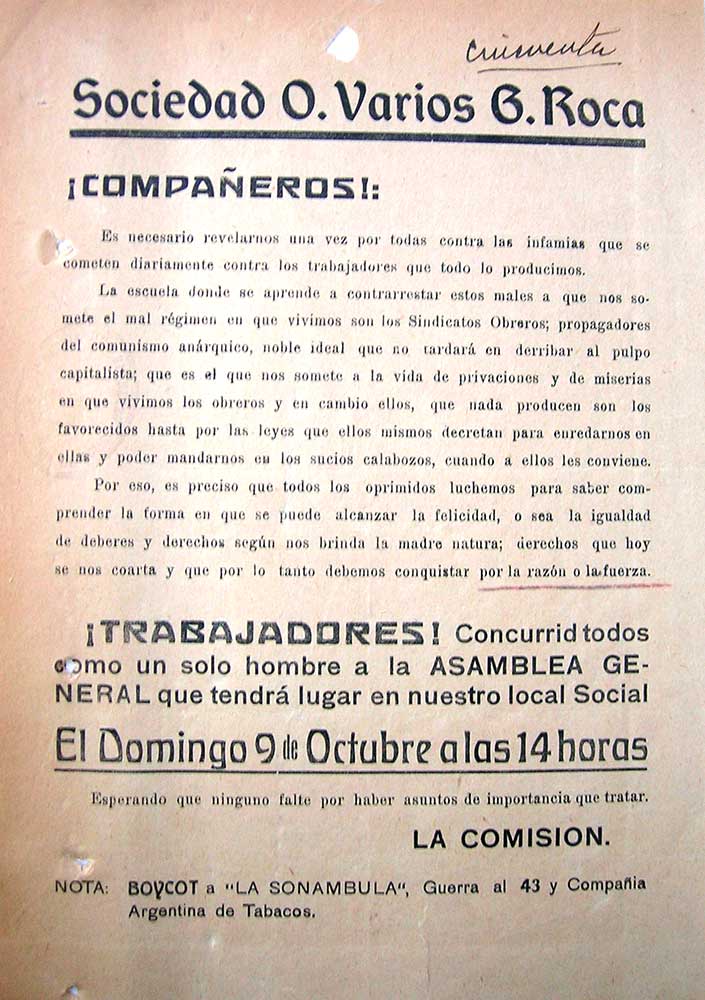 cincuenta
Sociedad O. Varios G. Roca
¡COMPAÑEROS!:
Es necesario revelarnos una vez por todas contra las infamias que se
cometen diariamente contra los trabajadores que todo lo producimos.
La escuela donde se aprende a contrarrestar estos males a que nos so-
mete el mal régimen en que vivimos son los Sindicatos Obreros; propagadores
del comunismo anárquico, noble ideal que no tardará en derribar al pulpo
capitalista; que es el que nos somete a la vida de privaciones y de miserias
en que vivimos los obreros y en cambio ellos, que nada producen son los
favorecidos hasta por las leyes que ellos mismos decretan para enredarnos en
ellas y poder mandarnos en los sucios calabozos, cuando a ellos les conviene.
Por eso, es preciso que todos los oprimidos luchemos para saber com-
prender la forma en que se puede alcanzar la felicidad, o sea la igualdad
de deberes y derechos según nos brinda la madre natura; derechos que hoy
se nos coarta y que por lo tanto debemos conquistar por la razón o la fuerza.
¡TRABAJADORES! Concurrid todos
como un solo hombre a la ASAMBLEA GE-
NERAL que tendrá lugar en nuestro local Social
El Domingo 9 de Octubre a las 14 horas
Esperando que ninguno falte por haber asuntos de importancia que tratar.
LA COMISION.
NOTA: BOYCOT a "LA SONAMBULA", Guerra al 43 y Compañia
Argentina de Tabacos.